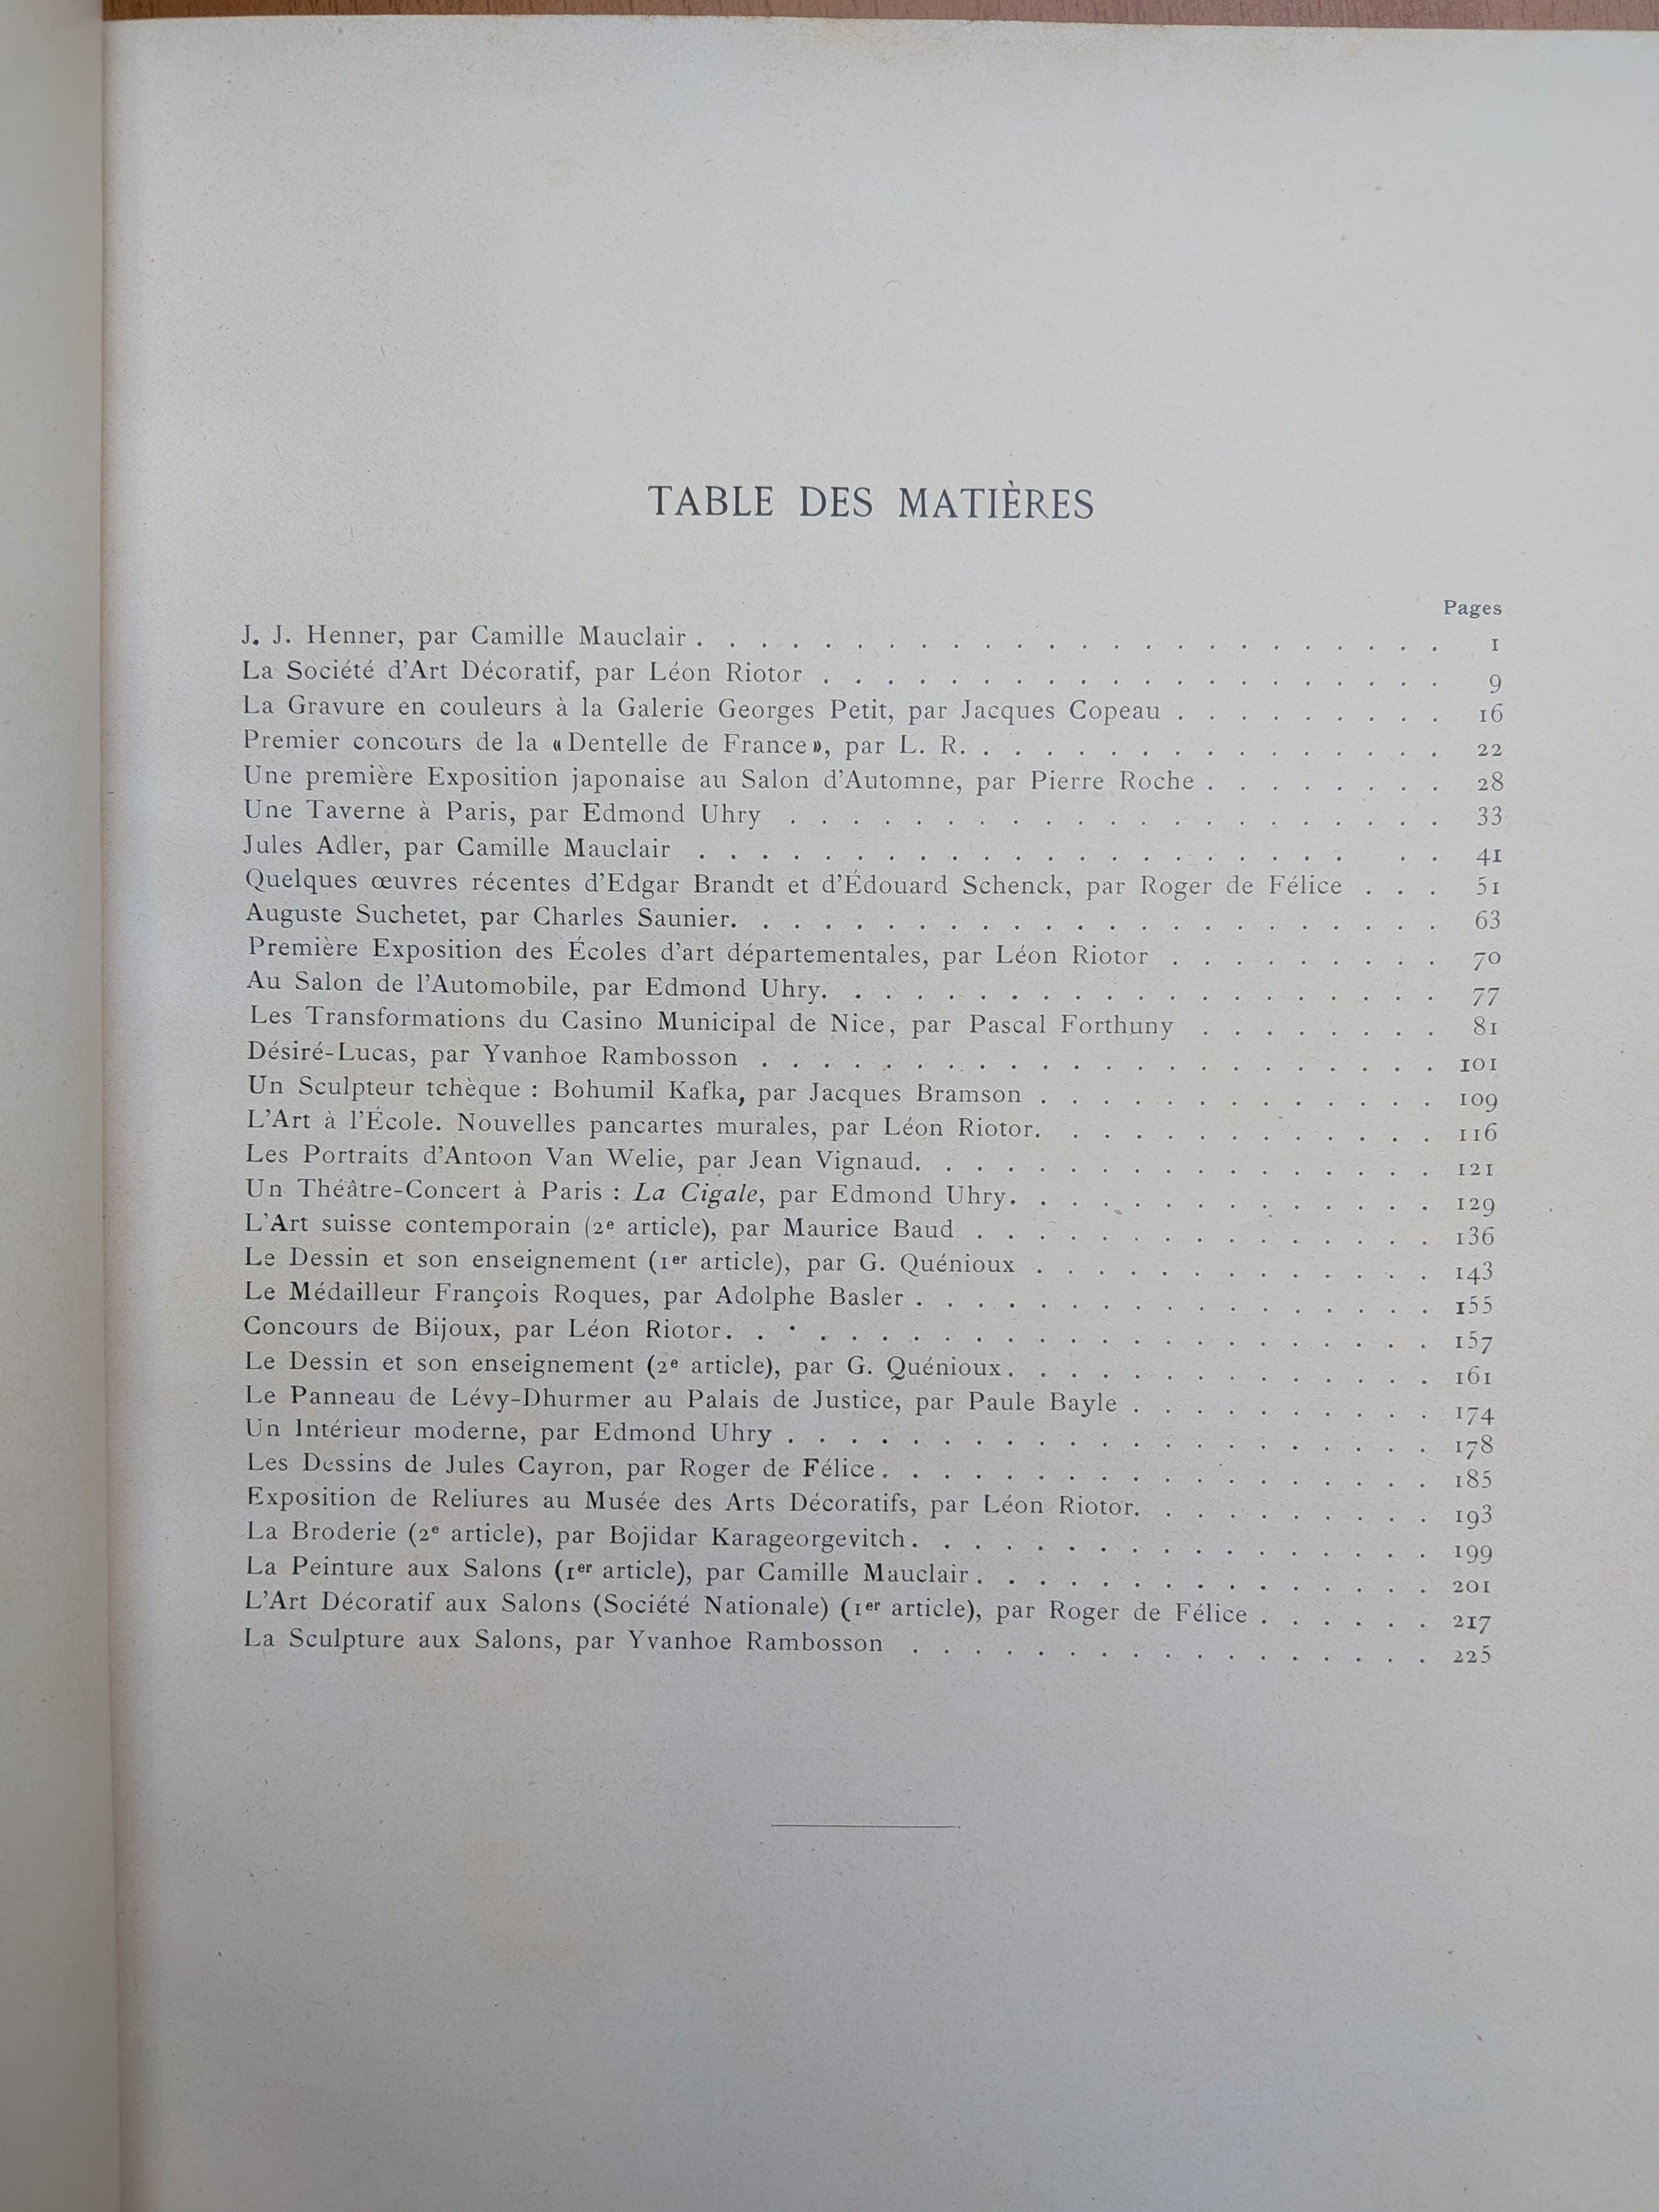 TABLE DES MATIÈRES
Pages
J. J. Henner, par Camille Mauclair . . . . . . . . . . . . . . . . . . . . . . . . 1
La Société d'Art Décoratif, par Léon Riotor . . . . . . . . . . . . . . . . . . . . 9
La Gravure en couleurs à la Galerie Georges Petit, par Jacques Copeau . . . . . . . . . 16
Premier concours de la «Dentelle de France», par L. R. . . . . . . . . . . . . . . . 22
Une première Exposition japonaise au Salon d'Automne, par Pierre Roche . . . . . . . . 28
Une Taverne à Paris, par Edmond Uhry . . . . . . . . . . . . . . . . . . . . . 33
Jules Adler, par Camille Mauclair . . . . . . . . . . . . . . . . . . . . . . . 41
Quelques œuvres récentes d'Edgar Brandt et d'Édouard Schenck, par Roger de Félice . . . 51
Auguste Suchetet, par Charles Saunier. . . . . . . . . . . . . . . . . . . . . . . 63
Première Exposition des Écoles d'art départementales, par Léon Riotor . . . . . . . . . 70
Au Salon de l'Automobile, par Edmond Uhry. . . . . . . . . . . . . . . . . . . . 77
Les Transformations du Casino Municipal de Nice, par Pascal Forthuny . . . . . . . . 81
Désiré-Lucas, par Yvanhoe Rambosson . . . . . . . . . . . . . . . . . . . . . . 101
Un Sculpteur tchèque : Bohumil Kafka, par Jacques Bramson . . . . . . . . . . . . . 109
L'Art à l'École. Nouvelles pancartes murales, par Léon Riotor. . . . . . . . . . . . . 116
Les Portraits d'Antoon Van Welie, par Jean Vignaud. . . . . . . . . . . . . . . . . 121
Un Théâtre-Concert à Paris : La Cigale, par Edmond Uhry. . . . . . . . . . . . . . 129
L'Art suisse contemporain (2e article), par Maurice Baud . . . . . . . . . . . . . . . 136
Le Dessin et son enseignement (1er article), par G. Quénioux . . . . . . . . . . . . . 143
Le Médailleur François Roques, par Adolphe Basler . . . . . . . . . . . . . . . . . 155
Concours de Bijoux, par Léon Riotor. . . . . . . . . . . . . . . . . . . . . . . 157
Le Dessin et son enseignement (2e article), par G. Quénioux. . . . . . . . . . . . . . 161
Le Panneau de Lévy-Dhurmer au Palais de Justice, par Paule Bayle . . . . . . . . . . 174
Un Intérieur moderne, par Edmond Uhry . . . . . . . . . . . . . . . . . . . . . 178
Les Dessins de Jules Cayron, par Roger de Félice. . . . . . . . . . . . . . . . . . 185
Exposition de Reliures au Musée des Arts Décoratifs, par Léon Riotor. . . . . . . . . . 193
La Broderie (2e article), par Bojidar Karageorgevitch. . . . . . . . . . . . . . . . . 199
La Peinture aux Salons (1er article), par Camille Mauclair. . . . . . . . . . . . . . . 201
L'Art Décoratif aux Salons (Société Nationale) (1er article), par Roger de Félice . . . . . . 217
La Sculpture aux Salons, par Yvanhoe Rambosson . . . . . . . . . . . . . . . . . 225